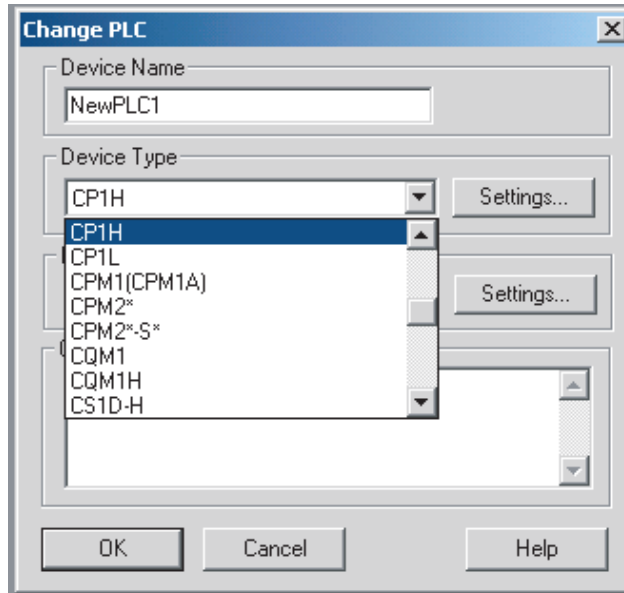 Change PLC
Device Name
NewPLC1
Device Type
CP1H
Settings...
CP1H
CP1L
CPM1(CPM1A)
CPM2*
CPM2*-S*
CQM1
CQM1H
CS1D-H
Settings...
OK
Cancel
Help